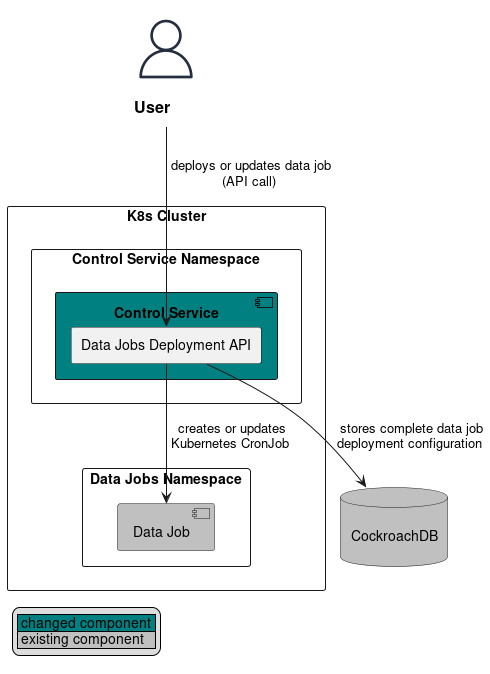 User
deploys or updates data job
(API call)
K8s Cluster
Control Service Namespace
Control Service
Data Jobs Deployment API
creates or updates
Kubernetes CronJob
stores complete data job
deployment configuration
Data Jobs Namespace
Data Job
CockroachDB
changed component
existing component